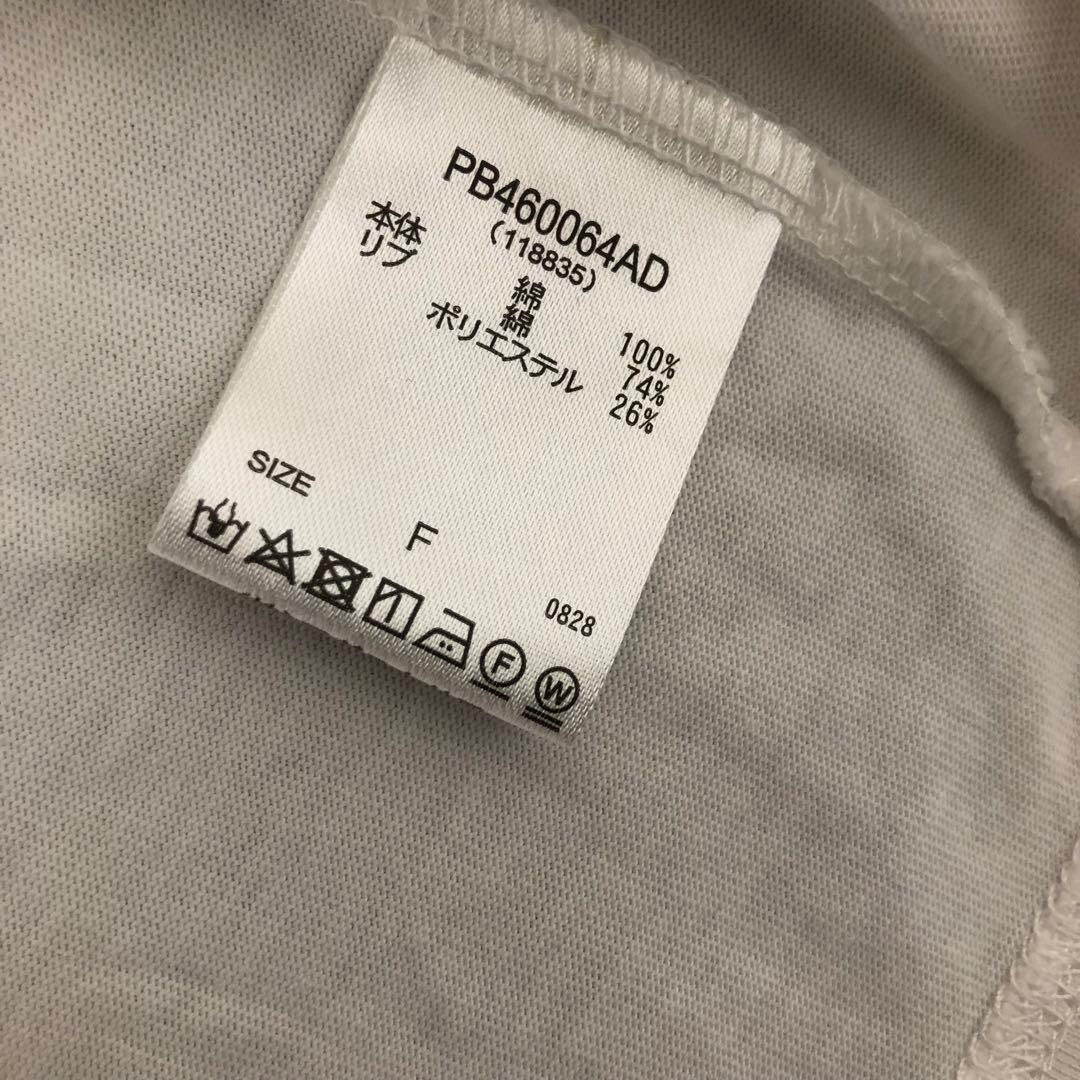 PB460064AD
(118835)
本体 綿 100%
リブ 綿 74%
ポリエステル 26%
SIZE
F
0828
F W